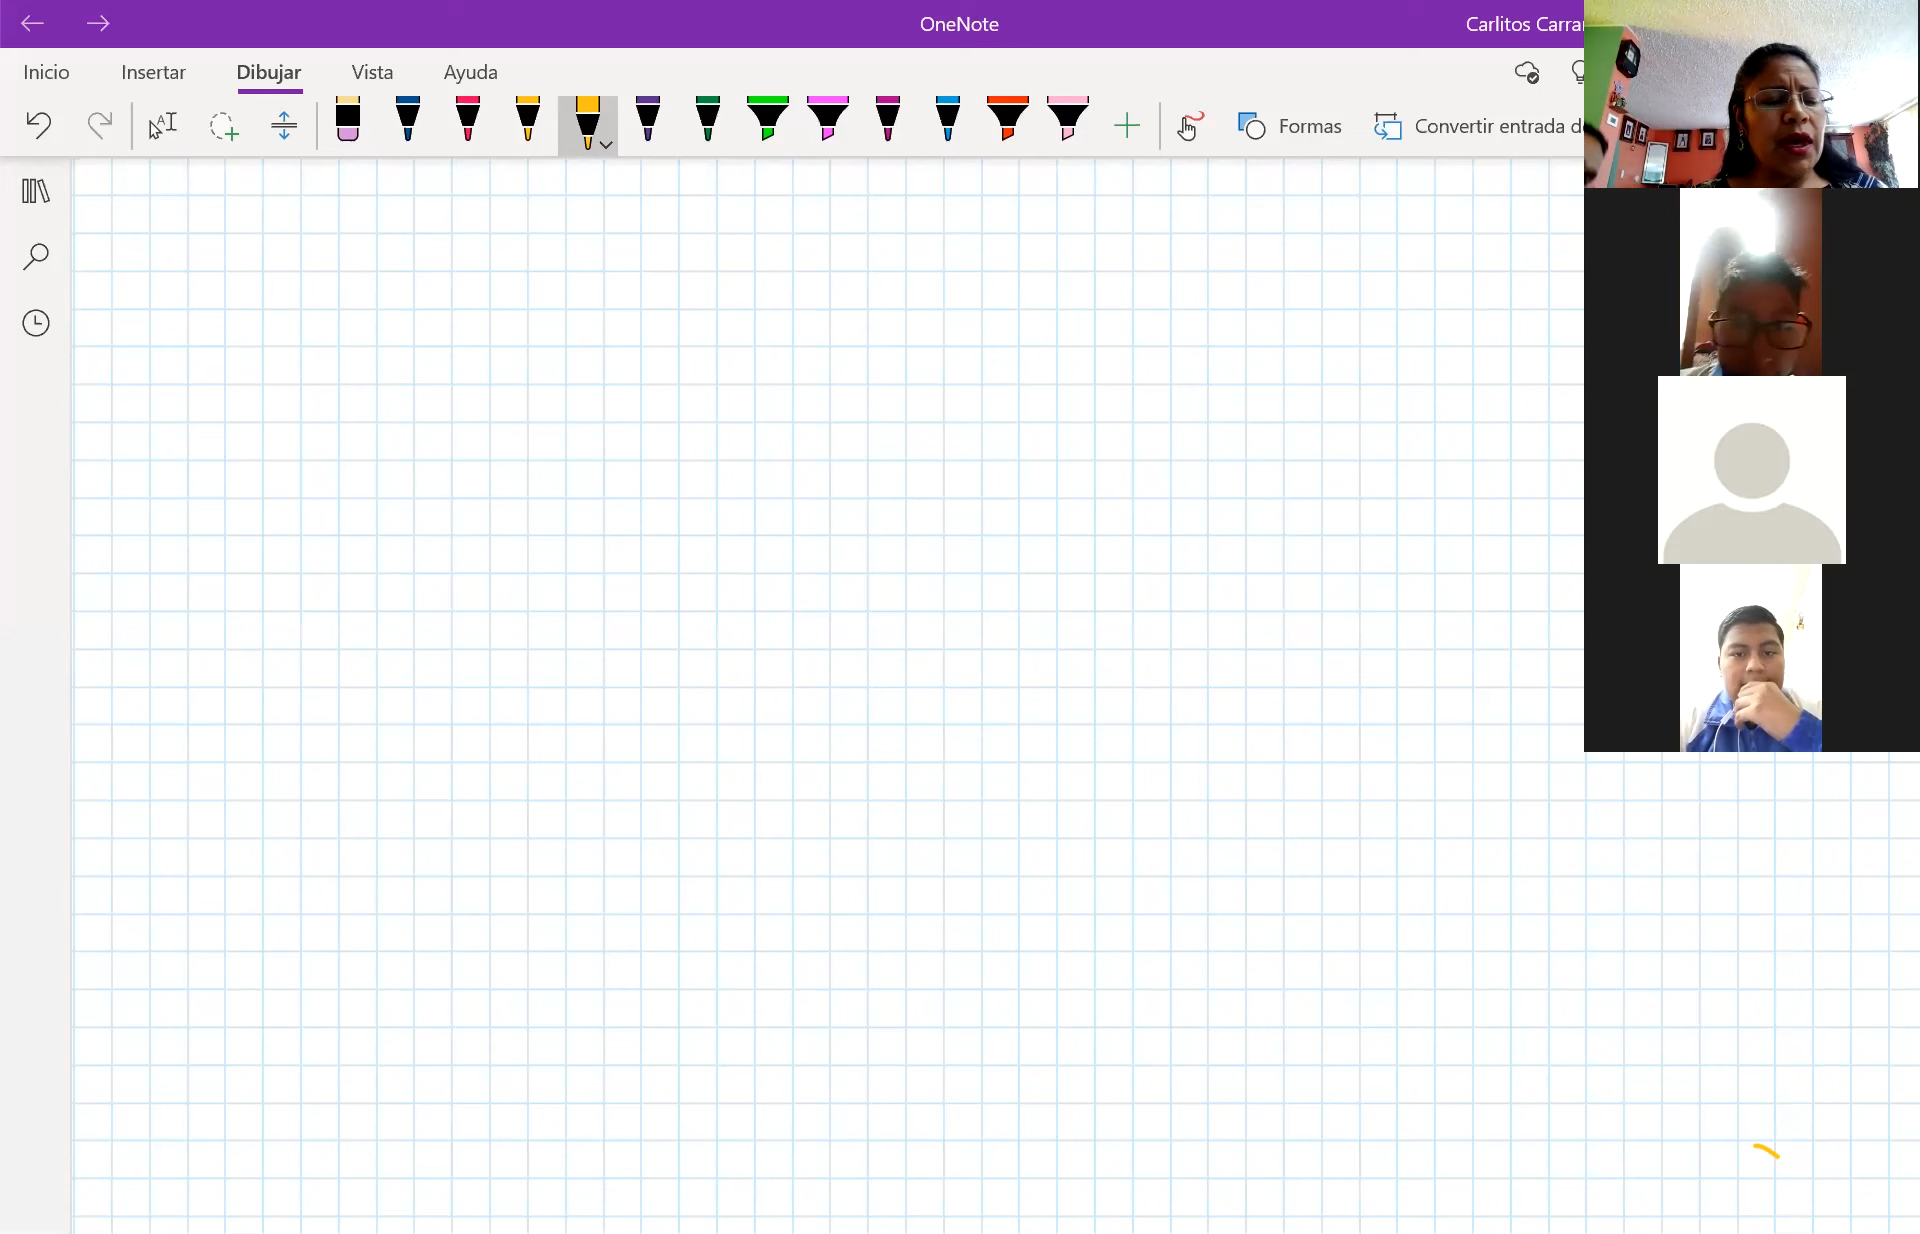 OneNote
Carlitos Carra
Inicio
Insertar
Dibujar
Vista
Ayuda
Formas
Convertir entrada d